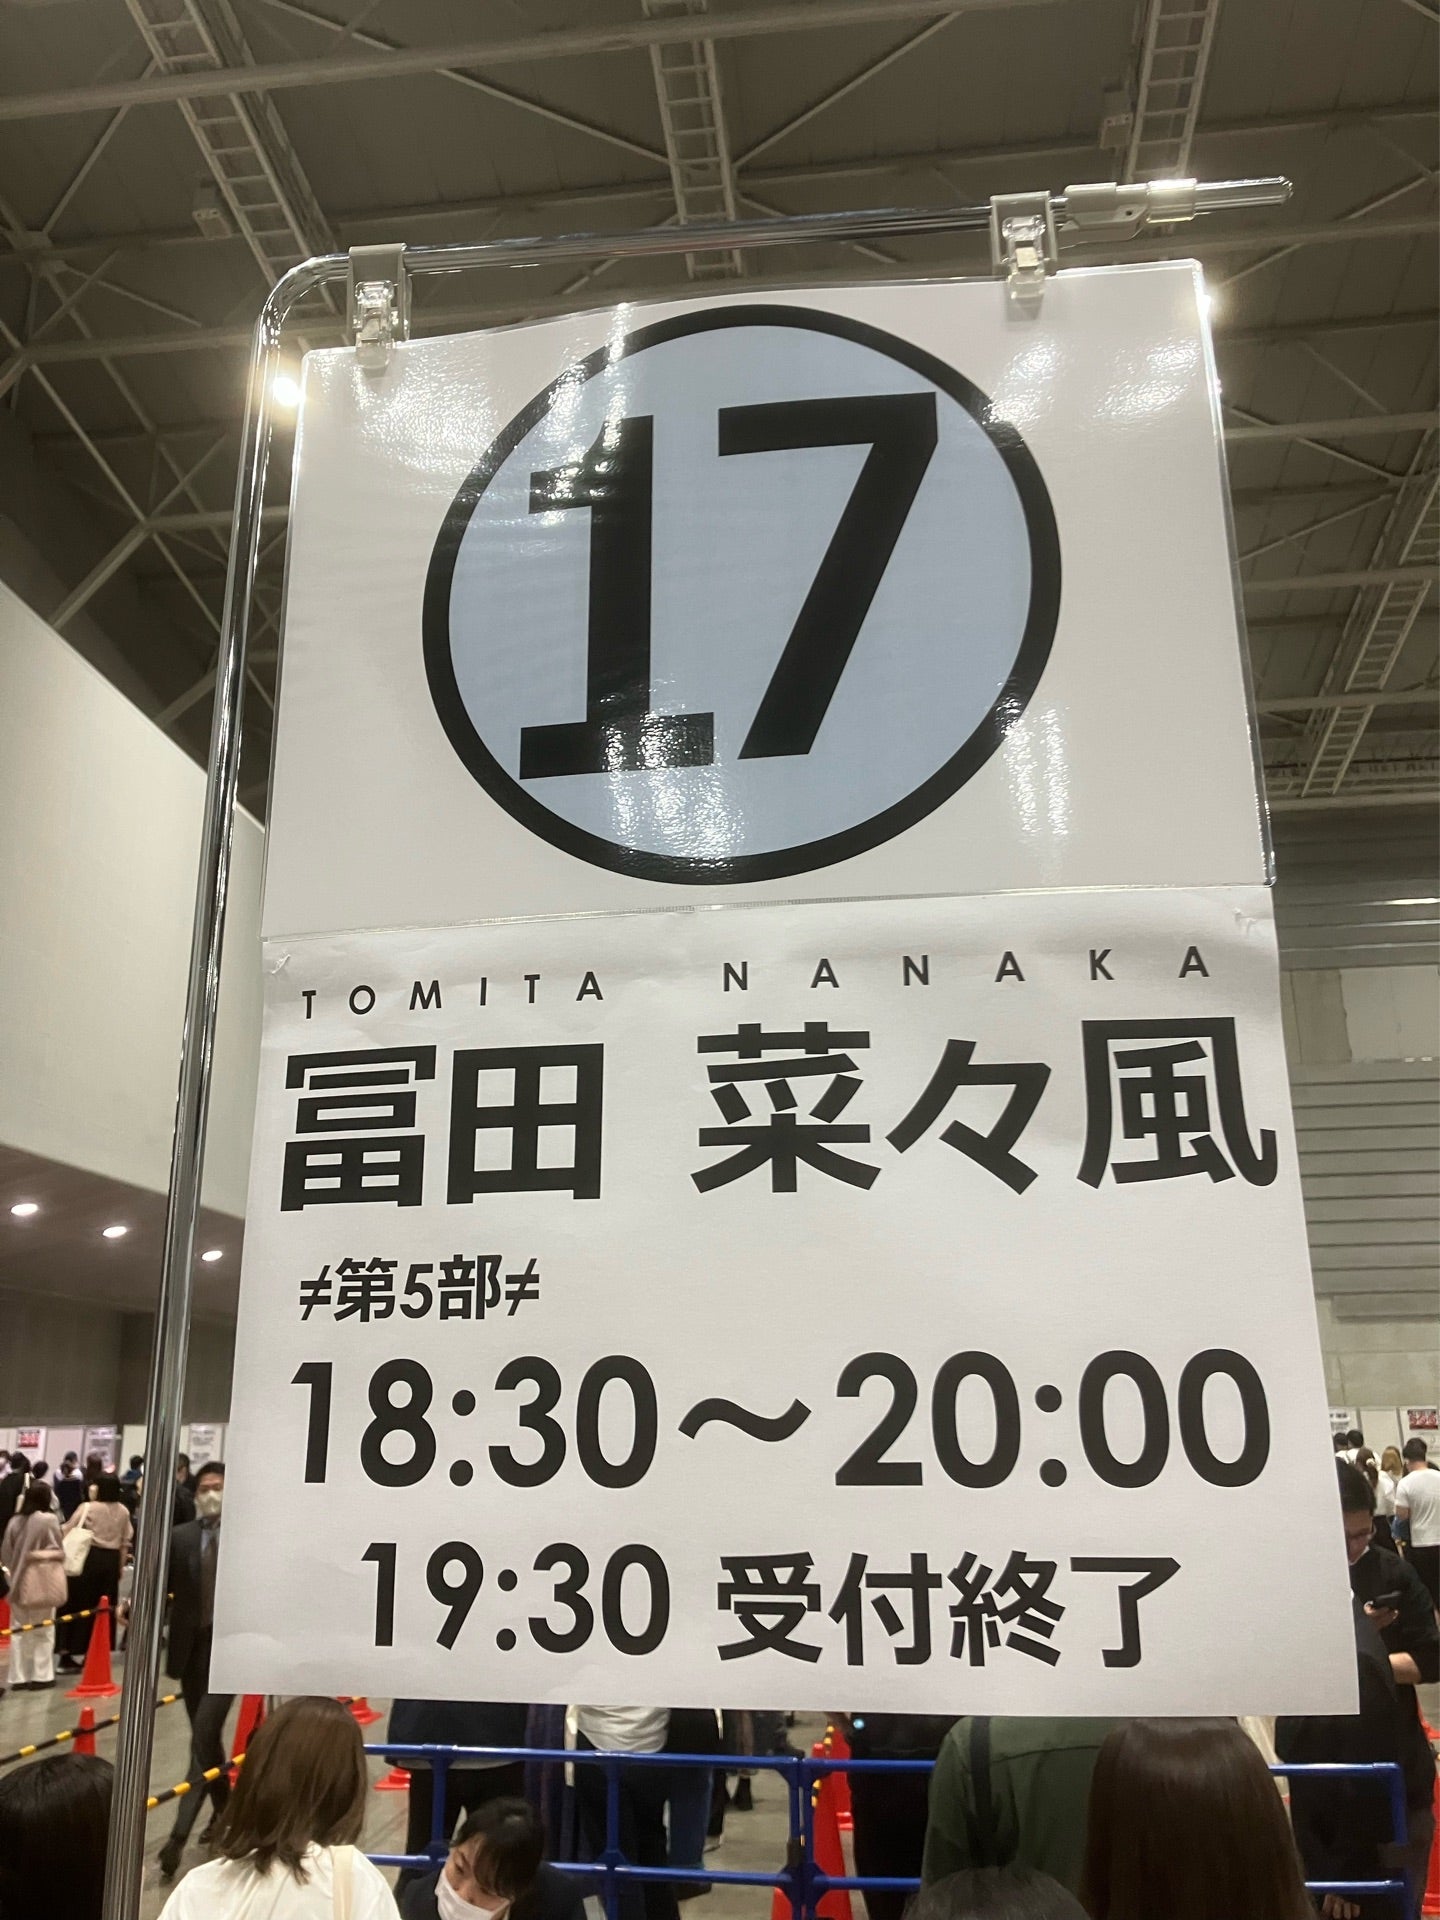 17
TOMITA NANAKA
冨田 菜々風
≠第5部≠
18:30～20:00
19:30 受付終了